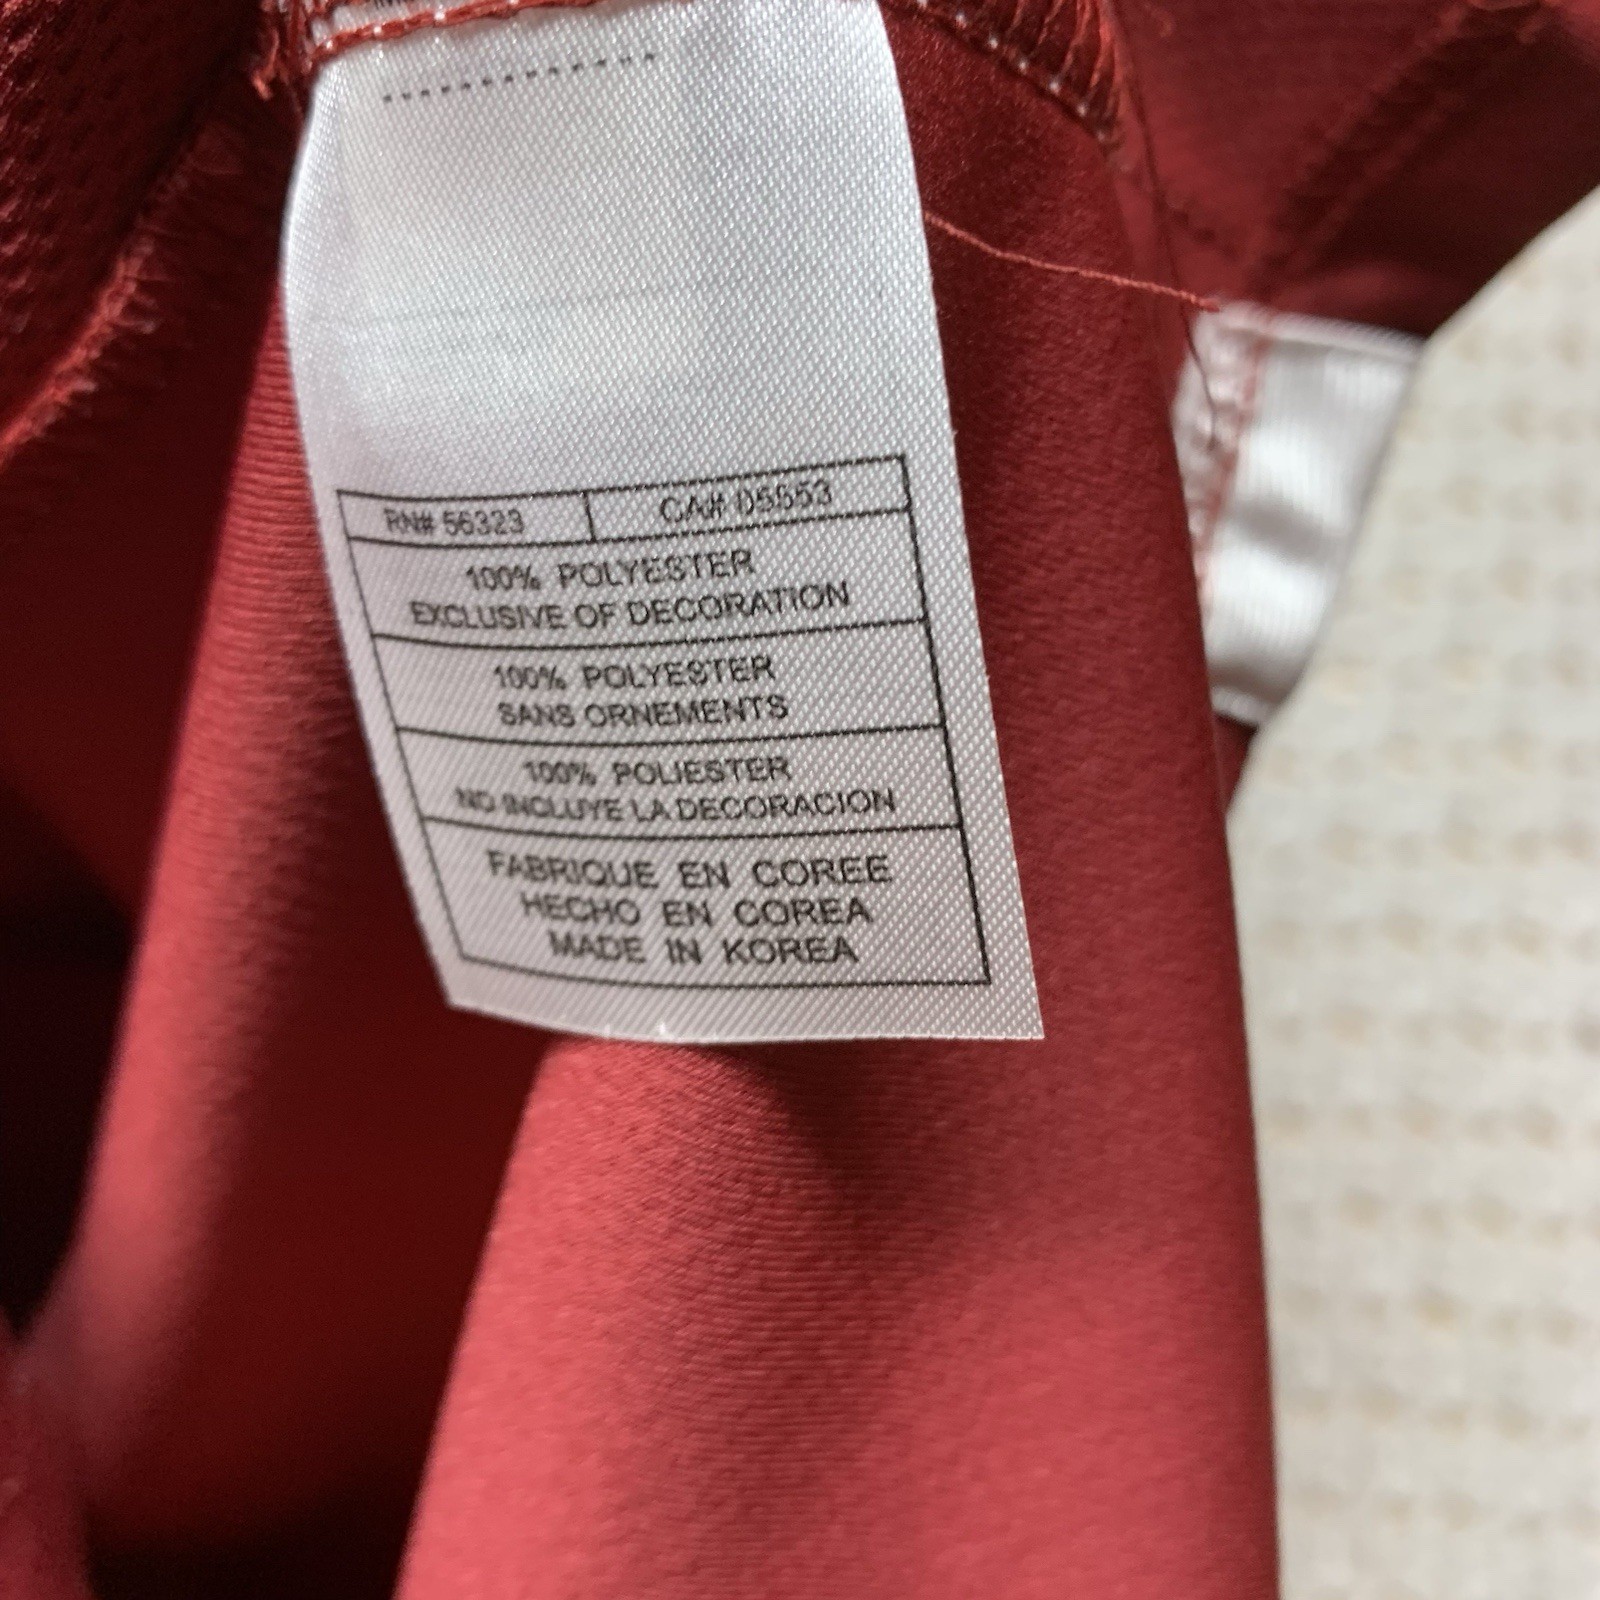 RN# 56323
CA# 05553
100% POLYESTER
EXCLUSIVE OF DECORATION
100% POLYESTER
SANS ORNEMENTS
100% POLIESTER
NO INCLUYE LA DECORACION
FABRIQUE EN COREE
HECHO EN COREA
MADE IN KOREA